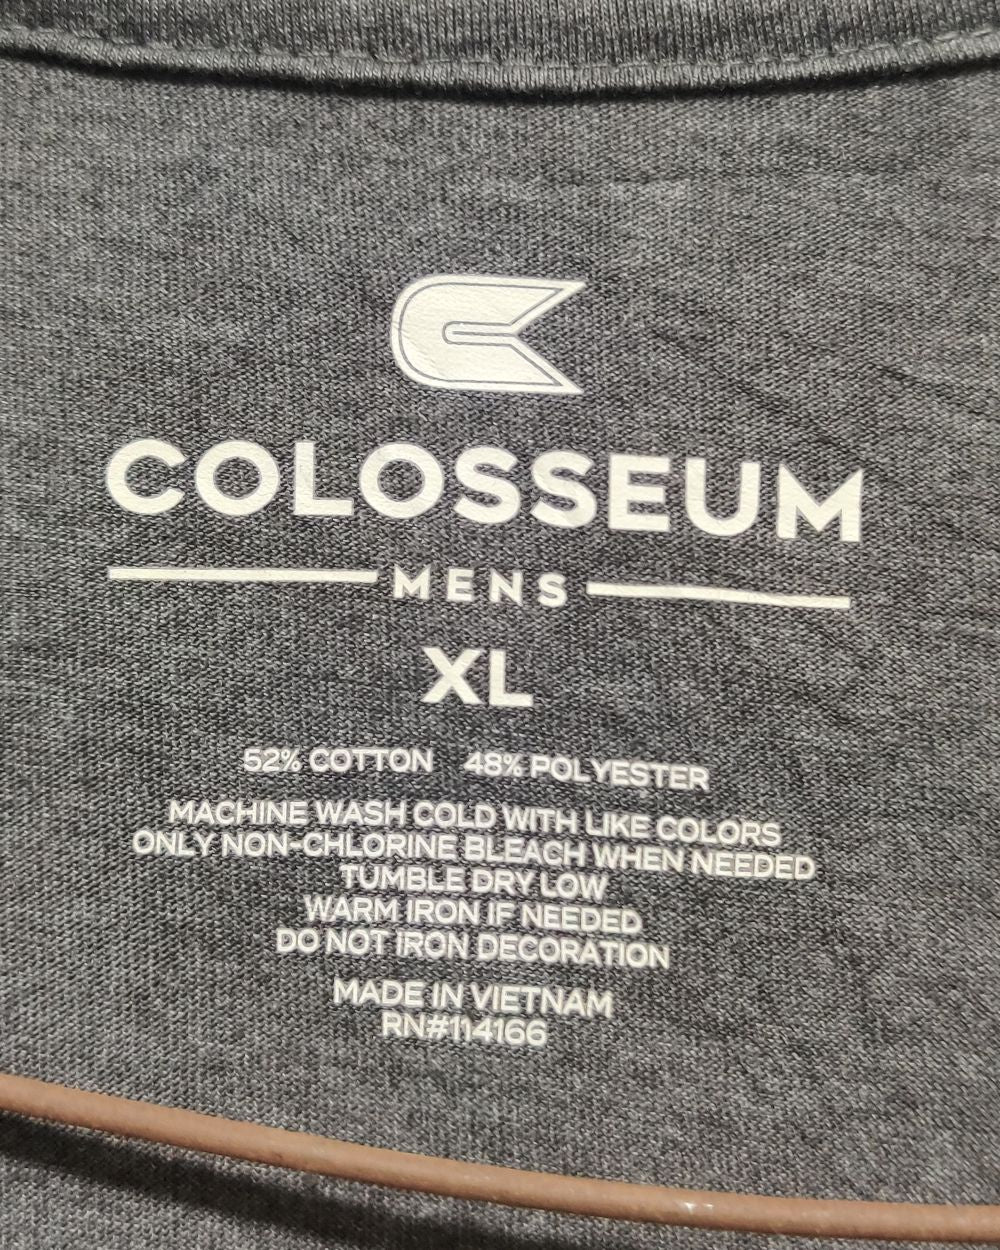 COLOSSEUM
MENS
XL
52% COTTON 48% POLYESTER
MACHINE WASH COLD WITH LIKE COLORS
ONLY NON-CHLORINE BLEACH WHEN NEEDED
TUMBLE DRY LOW
WARM IRON IF NEEDED
DO NOT IRON DECORATION
MADE IN VIETNAM
RN#114166